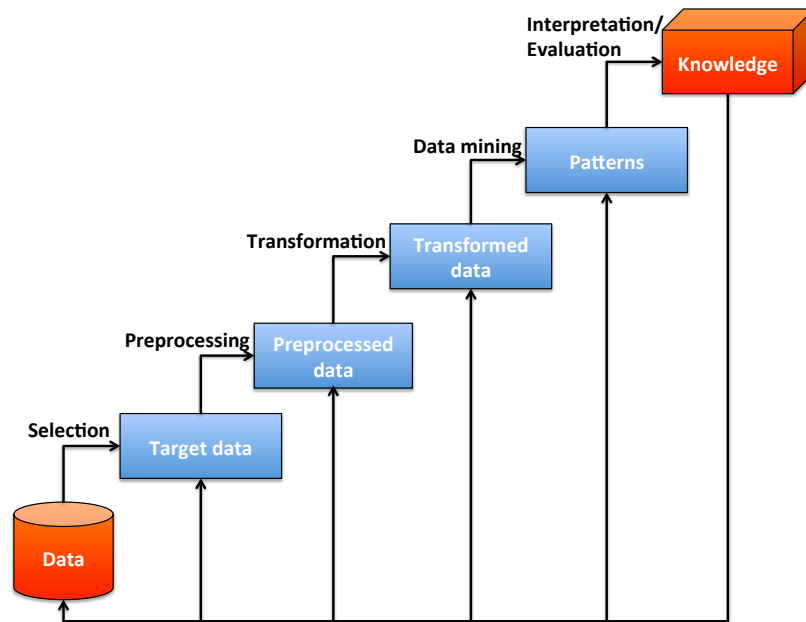 Interpretation/
Evaluation
Knowledge
Data mining
Patterns
Transformation
Transformed
data
Preprocessing
Preprocessed
data
Selection
Target data
Data